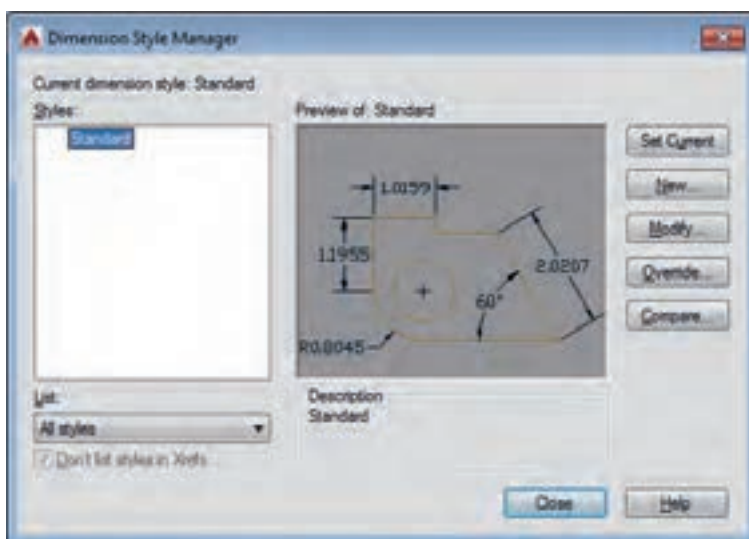 Dimension Style Manager
Current dimension style: Standard
Styles:
Standard
Preview of: Standard
1.0159
1.1955
2.0207
60°
R0.8045
Set Current
New...
Modify...
Override...
Compare...
List:
All styles
Don't list styles in Xrefs
Description
Standard
Close
Help